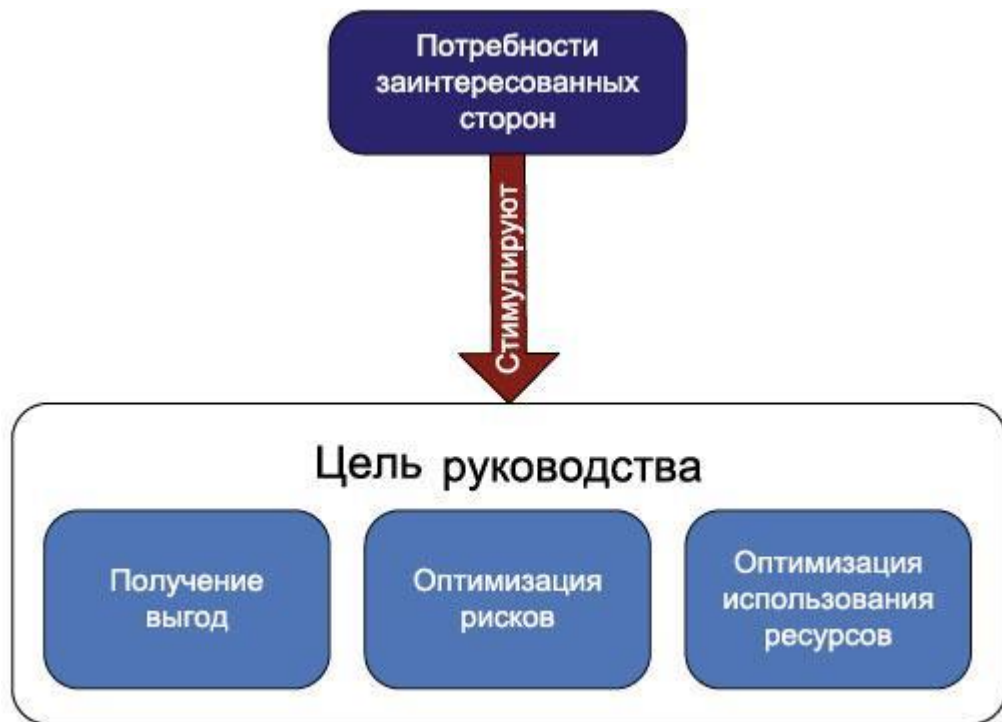 Потребности
заинтересованных
сторон
Стимулируют
Цель руководства
Получение
выгод
Оптимизация
рисков
Оптимизация
использования
ресурсов